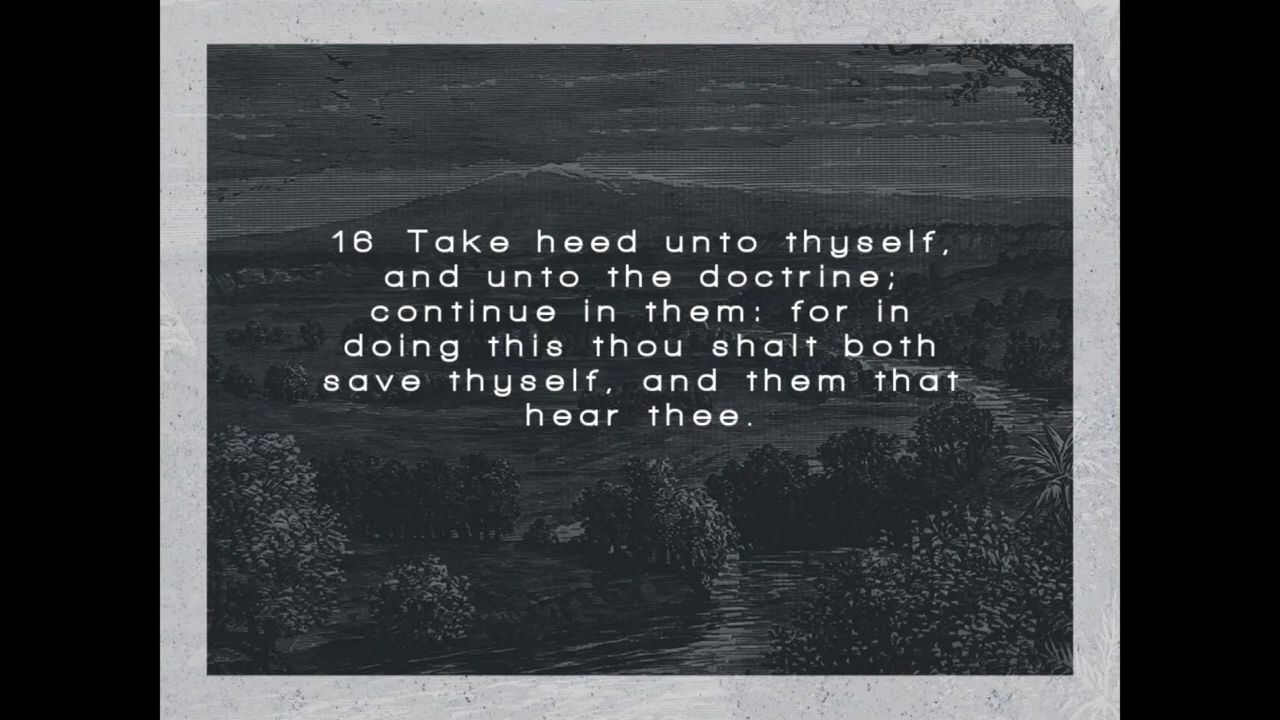 16 Take heed unto thyself,
and unto the doctrine;
continue in them: for in
doing this thou shalt both
save thyself, and them that
hear thee.